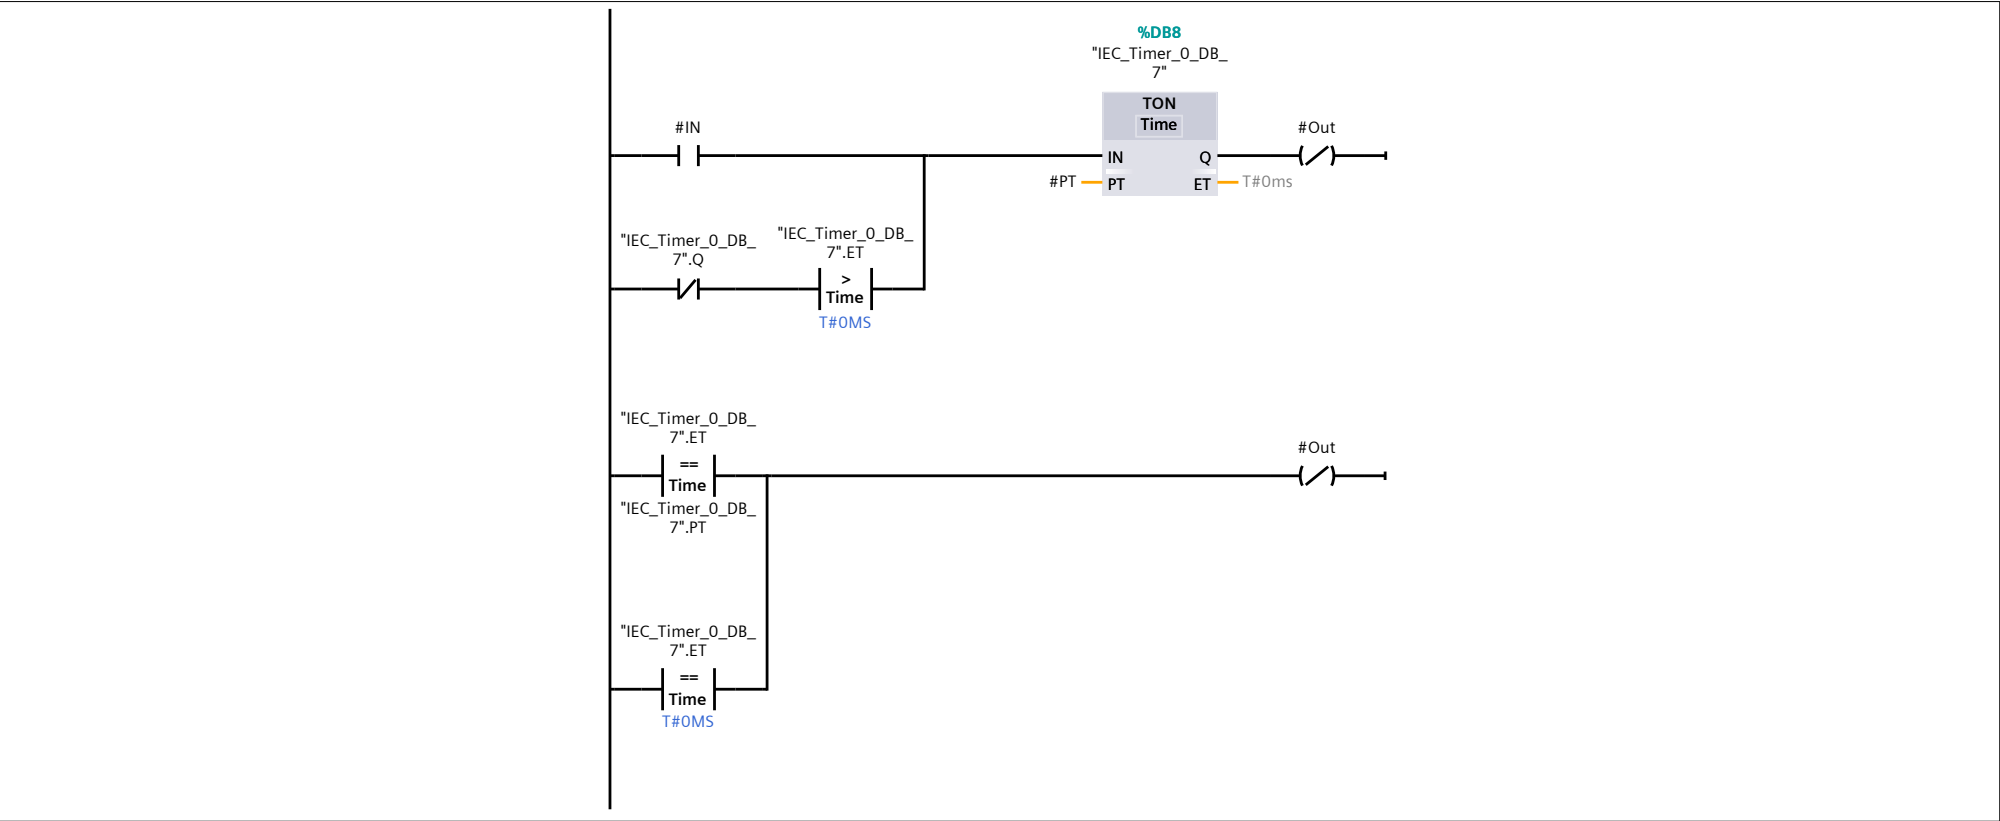 %DB8
"IEC_Timer_0_DB_
7"
TON
Time
#IN
#Out
IN
Q
#PT
PT
ET
T#0ms
"IEC_Timer_0_DB_
7".Q
"IEC_Timer_0_DB_
7".ET
>
Time
T#0MS
"IEC_Timer_0_DB_
7".ET
==
Time
"IEC_Timer_0_DB_
7".PT
#Out
"IEC_Timer_0_DB_
7".ET
==
Time
T#0MS